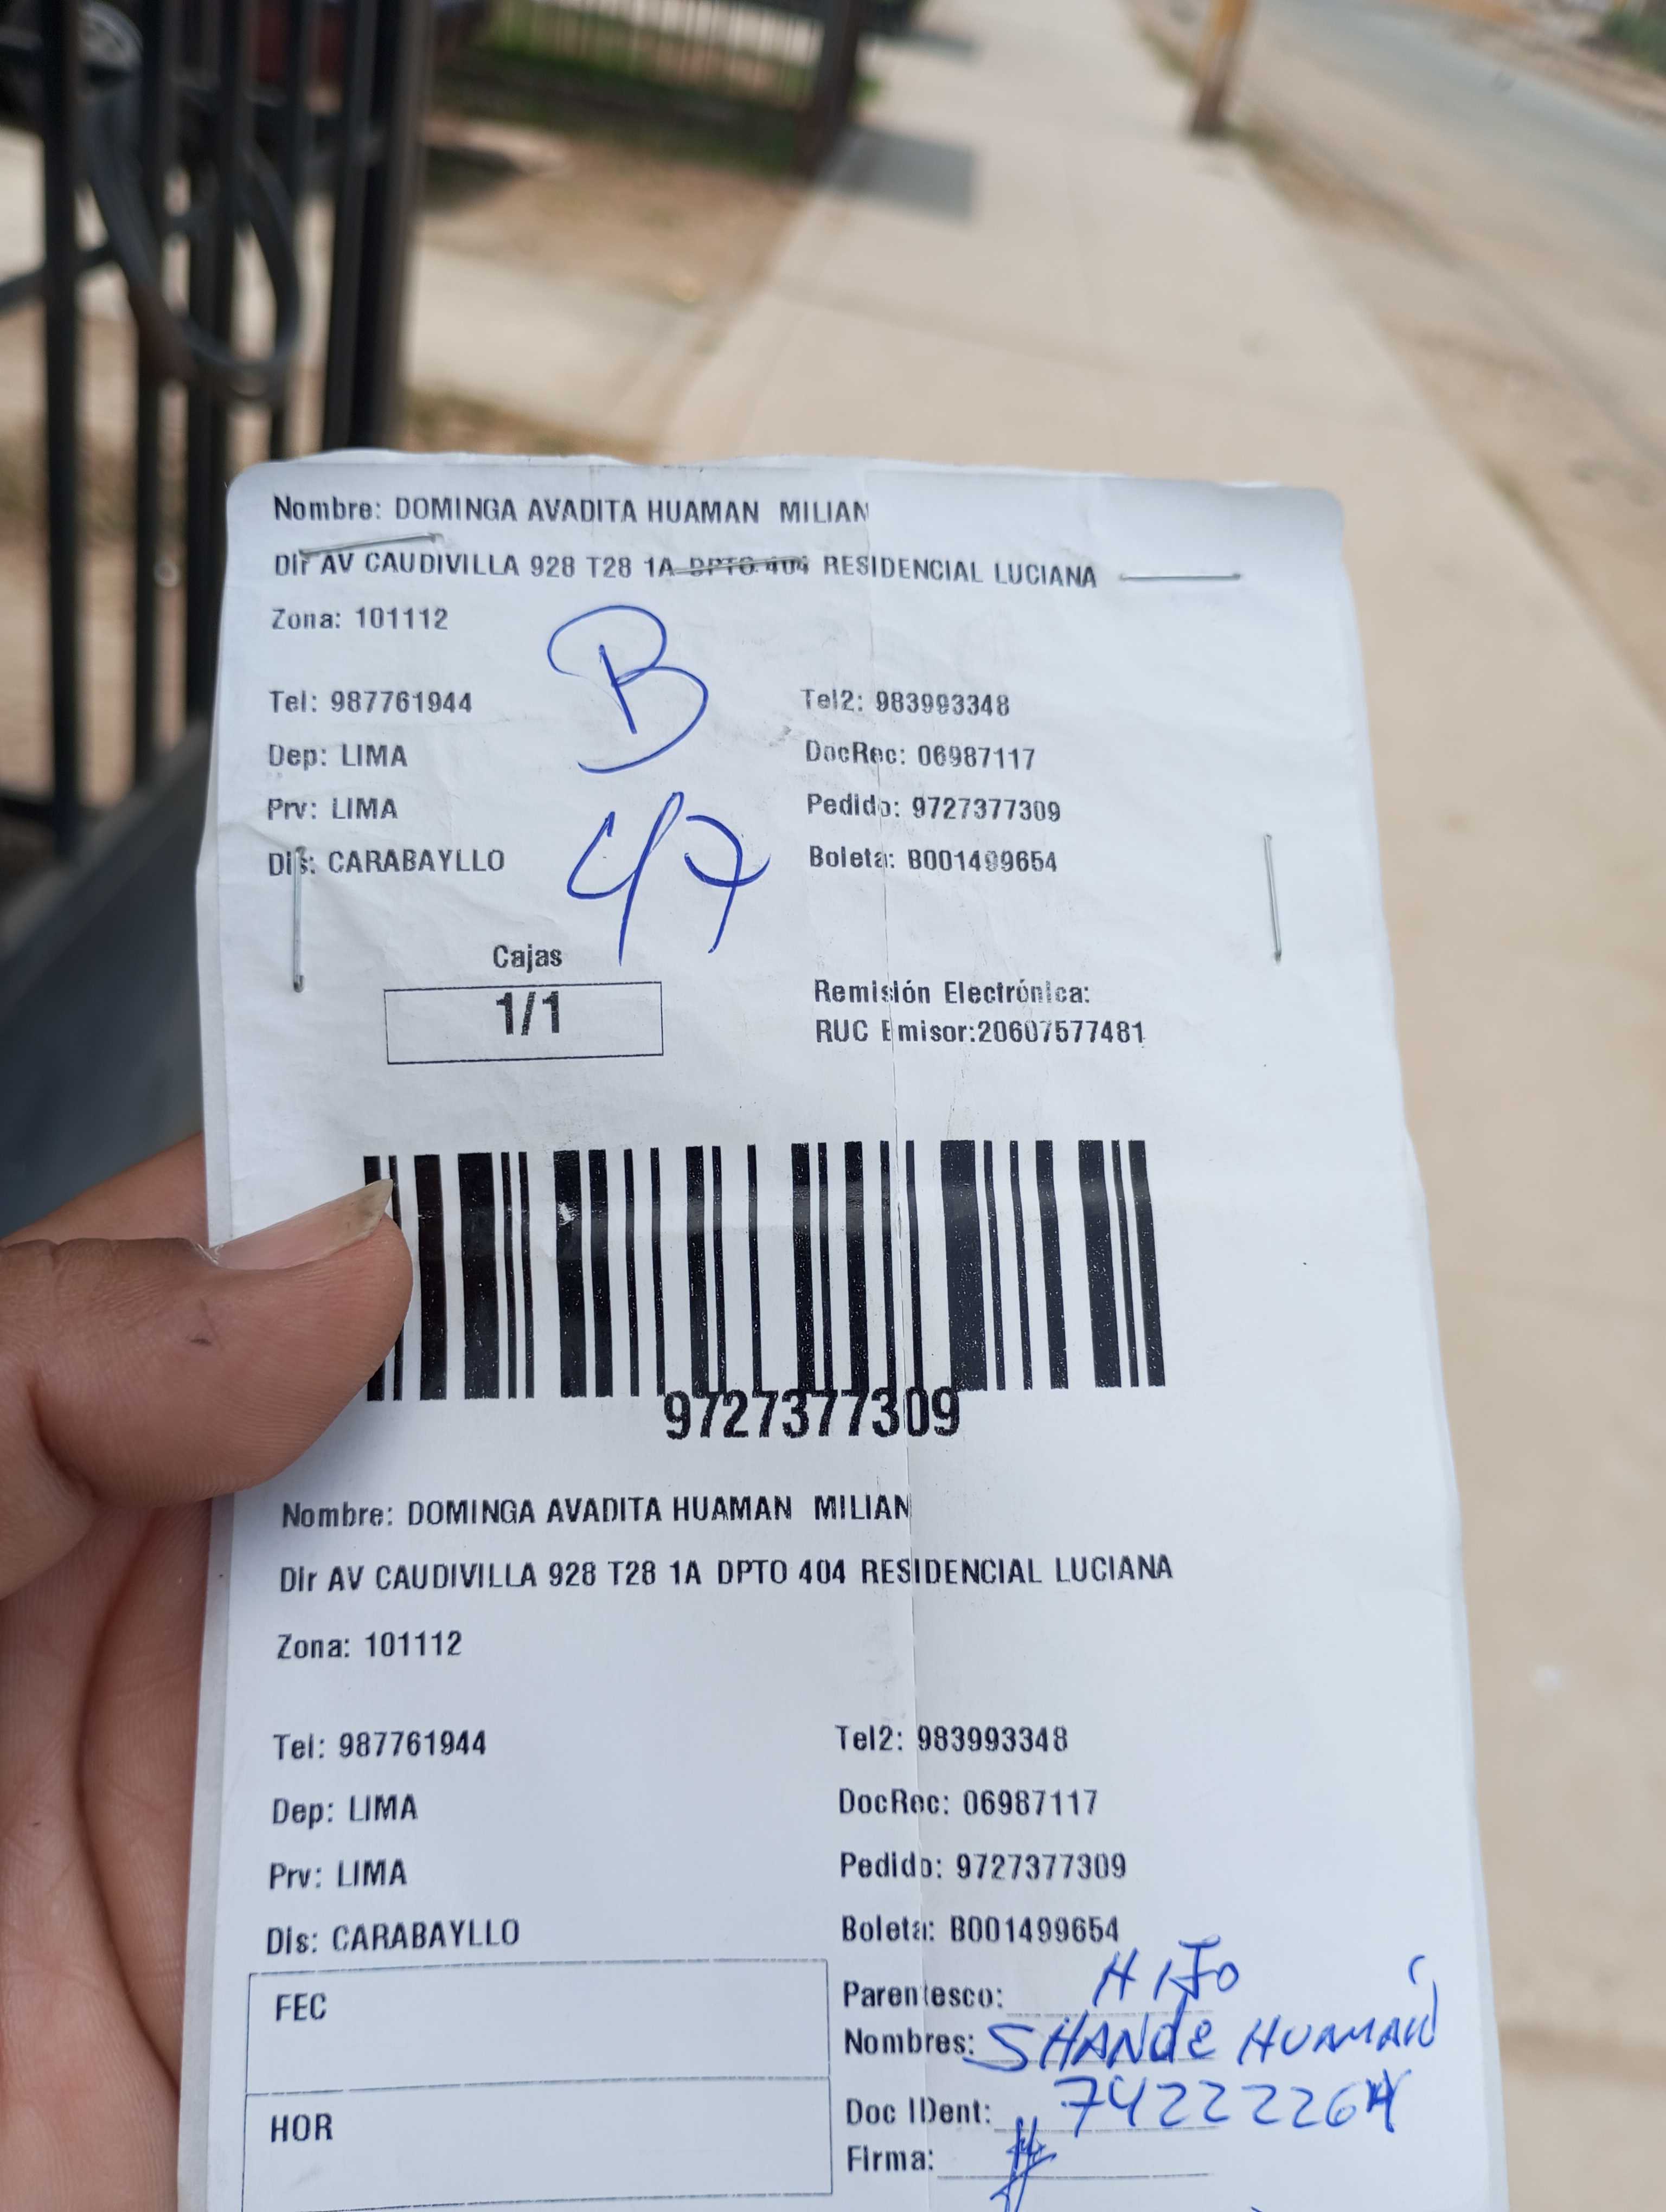 Nombre: DOMINGA AVADITA HUAMAN MILIAN
Dir AV CAUDIVILLA 928 T28 1A DPTO 404 RESIDENCIAL LUCIANA
Zona: 101112
B
Tel: 987761944 Tel2: 983993348
Dep: LIMA DocRec: 06987117
Prv: LIMA Pedido: 9727377309
47
Dis: CARABAYLLO Boleta: B001499654
Cajas
1/1
Remisión Electrónica:
RUC Emisor:20607577481
9727377309
Nombre: DOMINGA AVADITA HUAMAN MILIAN
Dir AV CAUDIVILLA 928 T28 1A DPTO 404 RESIDENCIAL LUCIANA
Zona: 101112
Tel: 987761944 Tel2: 983993348
Dep: LIMA DocRec: 06987117
Prv: LIMA Pedido: 9727377309
Dis: CARABAYLLO Boleta: B001499654
FEC
Parentesco: HIJO
Nombres: SHANDE HUAMAN
HOR
Doc IDent: 74222264
Firma: